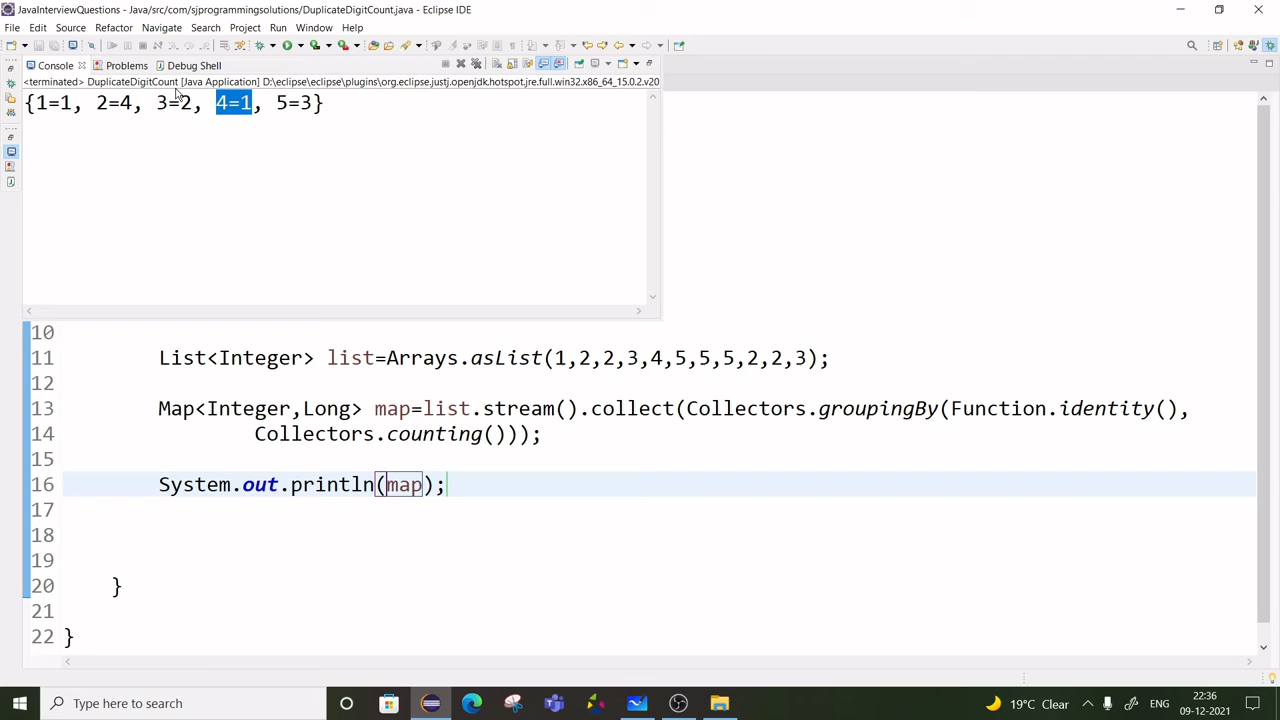 JavaInterviewQuestions - Java/src/com/sjprogrammingsolutions/DuplicateDigitCount.java - Eclipse IDE
File Edit Source Refactor Navigate Search Project Run Window Help
Console Problems Debug Shell
<terminated> DuplicateDigitCount [Java Application] D:\eclipse\eclipse\plugins\org.eclipse.justj.openjdk.hotspot.jre.full.win32.x86_64_15.0.2.v20
{1=1, 2=4, 3=2, 4=1, 5=3}
10
11 List<Integer> list=Arrays.asList(1,2,2,3,4,5,5,5,2,2,3);
12
13 Map<Integer,Long> map=list.stream().collect(Collectors.groupingBy(Function.identity(),
14 Collectors.counting()));
15
16 System.out.println(map);
17
18
19
20 }
21
22 }
Type here to search
19°C Clear
ENG
22:36
09-12-2021